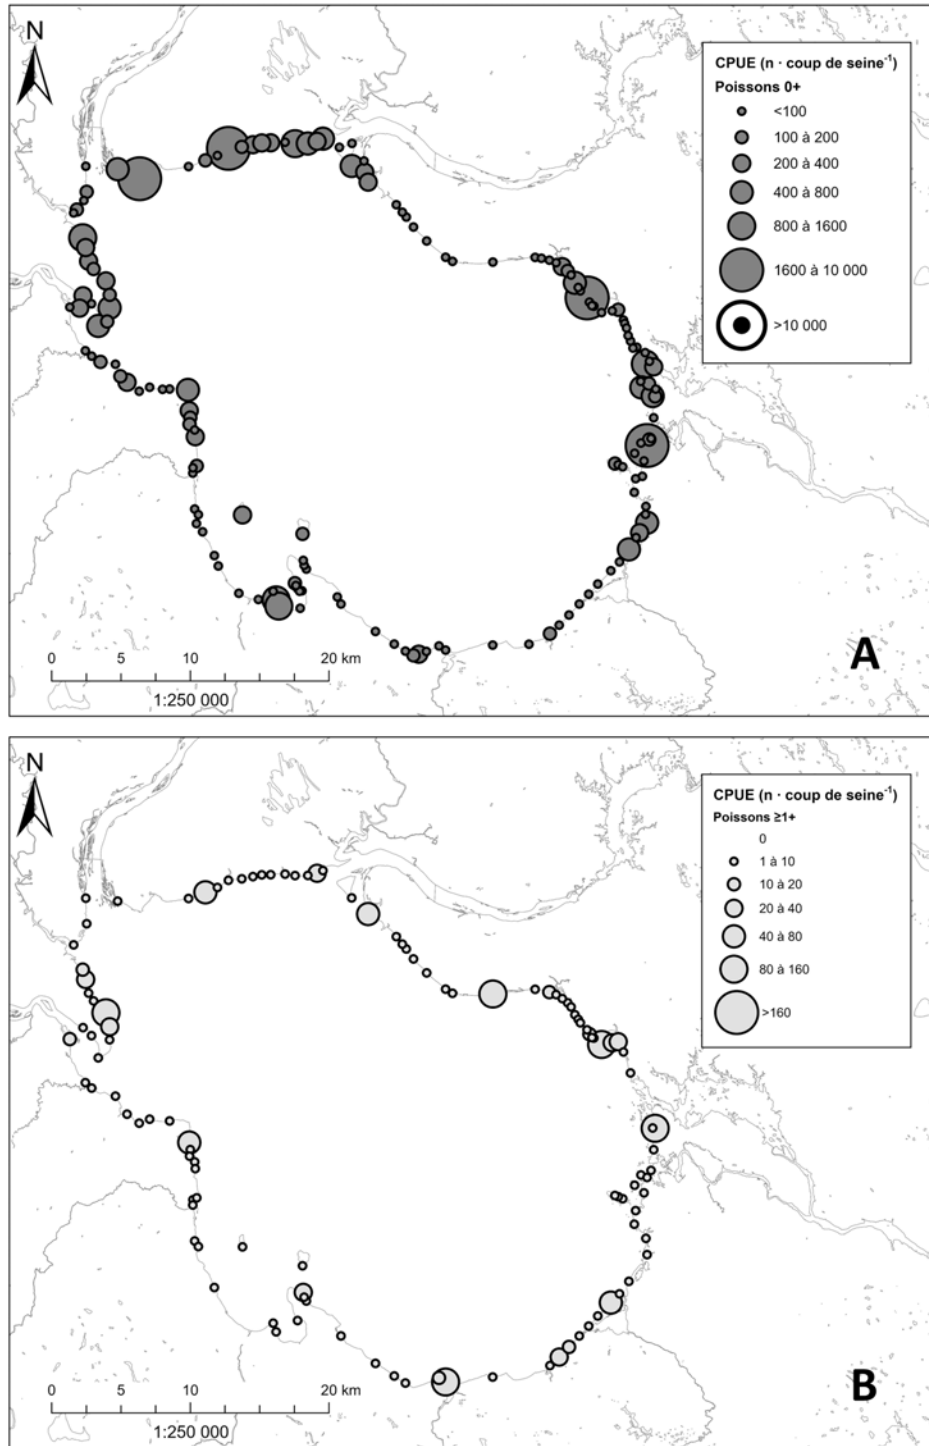 N
CPUE (n · coup de seine⁻¹)
Poissons 0+
<100
100 à 200
200 à 400
400 à 800
800 à 1600
1600 à 10 000
>10 000
A
0 5 10 20 km
1:250 000
N
CPUE (n · coup de seine⁻¹)
Poissons ≥1+
0
1 à 10
10 à 20
20 à 40
40 à 80
80 à 160
>160
B
0 5 10 20 km
1:250 000